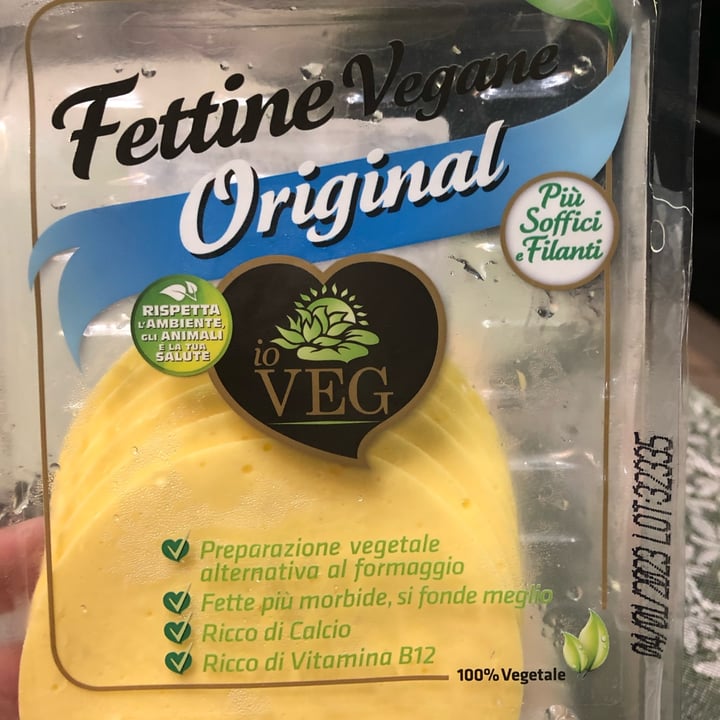 Fettine Vegane
Original
Più
Soffici
e Filanti
RISPETTA
L'AMBIENTE,
GLI ANIMALI
E LA TUA
SALUTE
io
VEG
Preparazione vegetale
alternativa al formaggio
Fette più morbide, si fonde meglio
Ricco di Calcio
Ricco di Vitamina B12
100% Vegetale
04/01/2023 LOT:32335